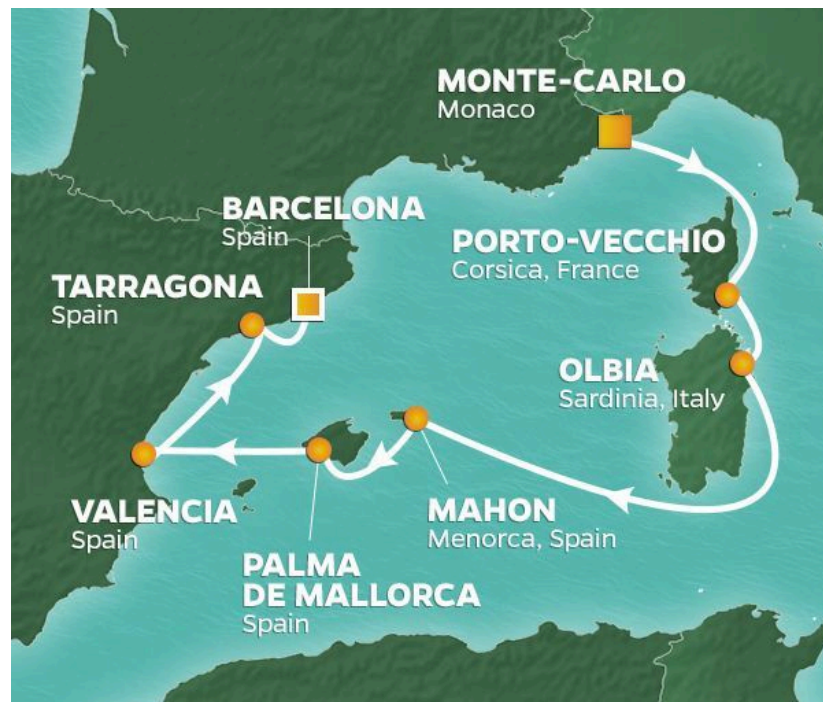 MONTE-CARLO
Monaco
BARCELONA
Spain
PORTO-VECCHIO
Corsica, France
TARRAGONA
Spain
OLBIA
Sardinia, Italy
VALENCIA
Spain
MAHON
Menorca, Spain
PALMA
DE MALLORCA
Spain